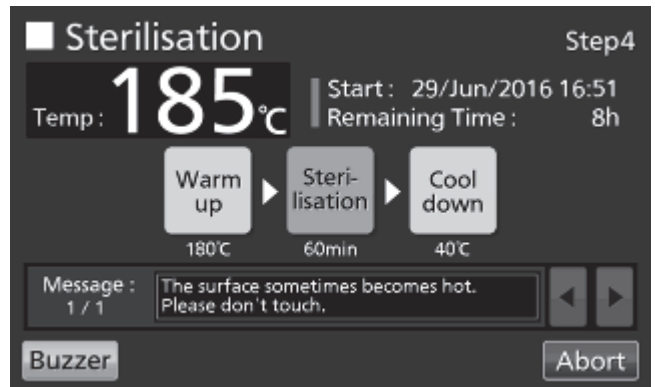 Sterilisation
Step4
Temp: 185℃
Start: 29/Jun/2016 16:51
Remaining Time: 8h
Warm
up
Steri-
lisation
Cool
down
180℃
60min
40℃
Message:
1/1
The surface sometimes becomes hot.
Please don't touch.
Buzzer
Abort